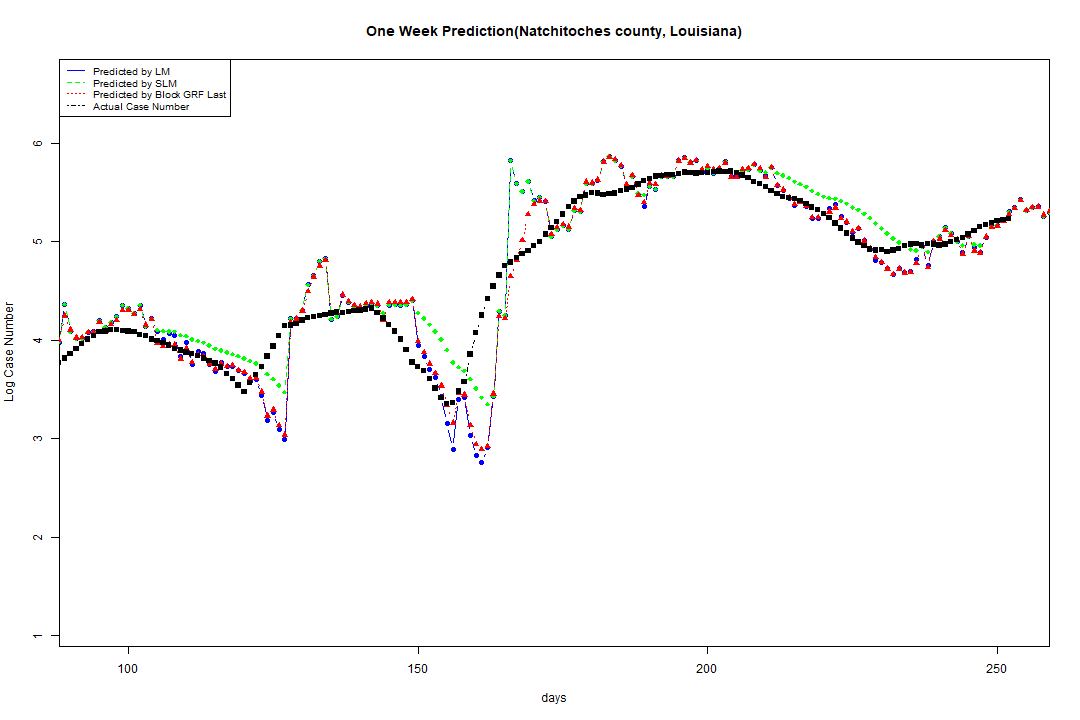 One Week Prediction(Natchitoches county, Louisiana)
Predicted by LM
Predicted by SLM
Predicted by Block GRF Last
Actual Case Number
6
5
4
3
2
1
Log Case Number
100 150 200 250
days